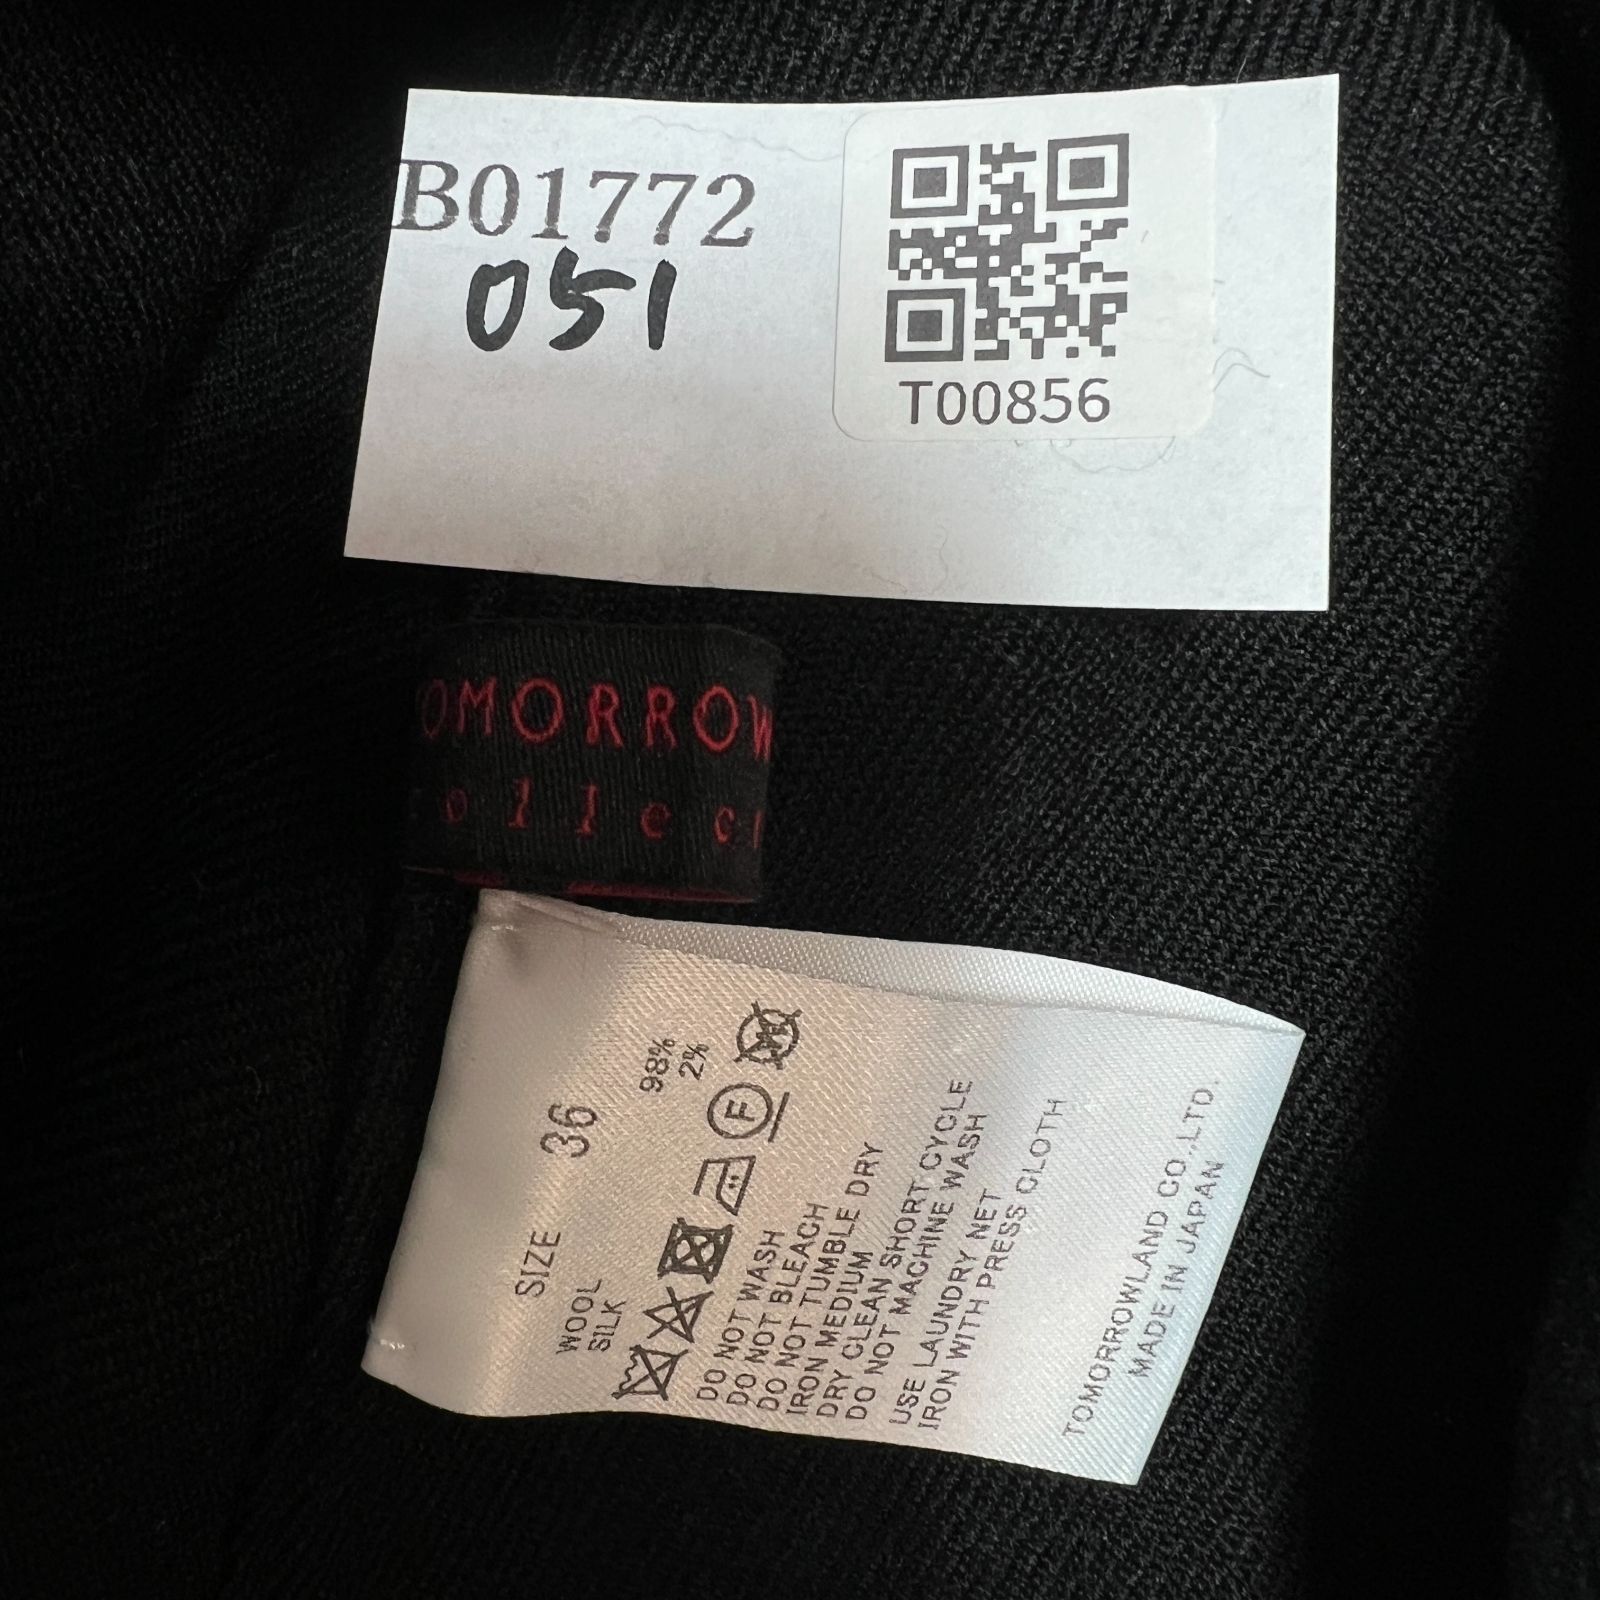 B01772
051
T00856
TOMORROW
ollec
SIZE 36
WOOL 98%
SILK 2%
F
DO NOT WASH
DO NOT BLEACH
DO NOT TUMBLE DRY
IRON MEDIUM
DRY CLEAN SHORT CYCLE
DO NOT MACHINE WASH
USE LAUNDRY NET
IRON WITH PRESS CLOTH
TOMORROWLAND CO.,LTD.
MADE IN JAPAN